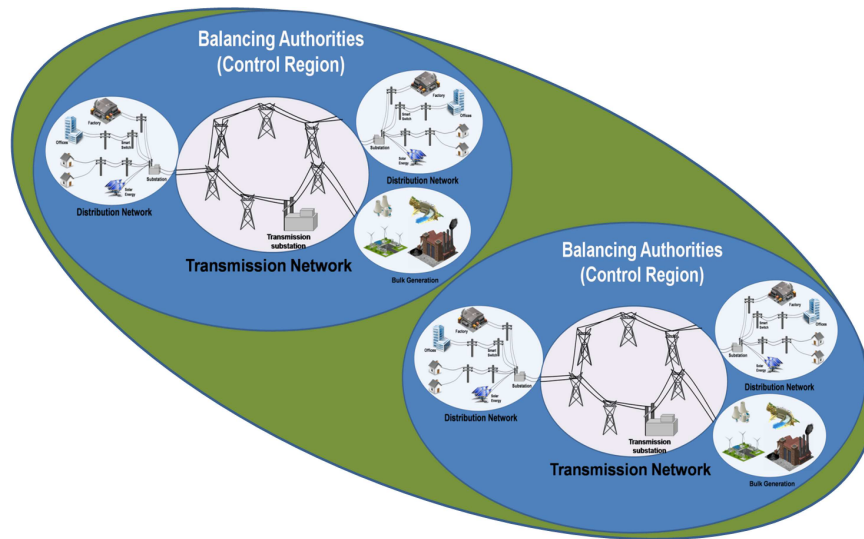 Balancing Authorities
(Control Region)
Factory
Offices
Smart
Switch
Substation
Solar
Energy
Distribution Network
Factory
Offices
Smart
Switch
Substation
Solar
Energy
Distribution Network
Transmission
substation
Transmission Network
Bulk Generation
Balancing Authorities
(Control Region)
Factory
Offices
Smart
Switch
Substation
Solar
Energy
Distribution Network
Factory
Offices
Smart
Switch
Substation
Solar
Energy
Distribution Network
Transmission
substation
Transmission Network
Bulk Generation